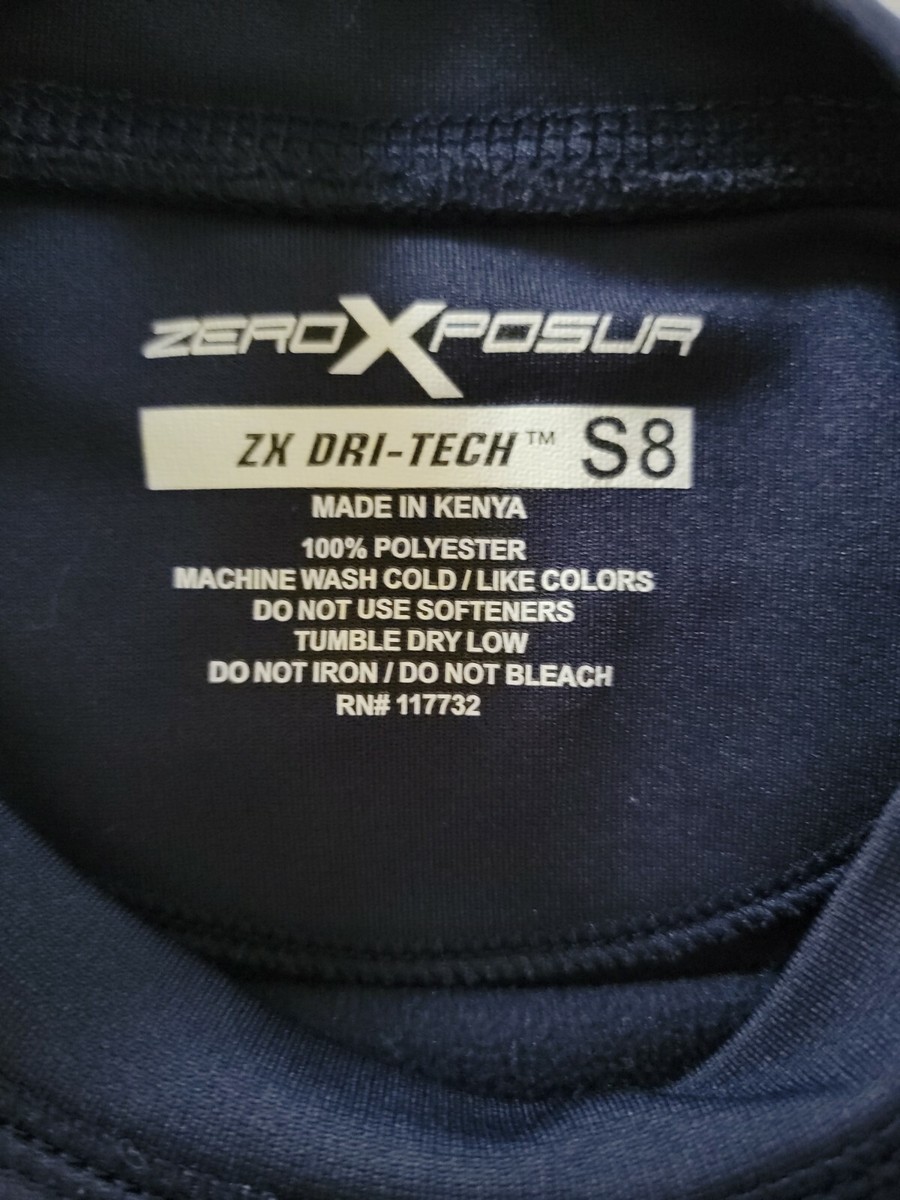 ZEROXPOSUR
ZX DRI-TECH™ S8
MADE IN KENYA
100% POLYESTER
MACHINE WASH COLD / LIKE COLORS
DO NOT USE SOFTENERS
TUMBLE DRY LOW
DO NOT IRON / DO NOT BLEACH
RN# 117732